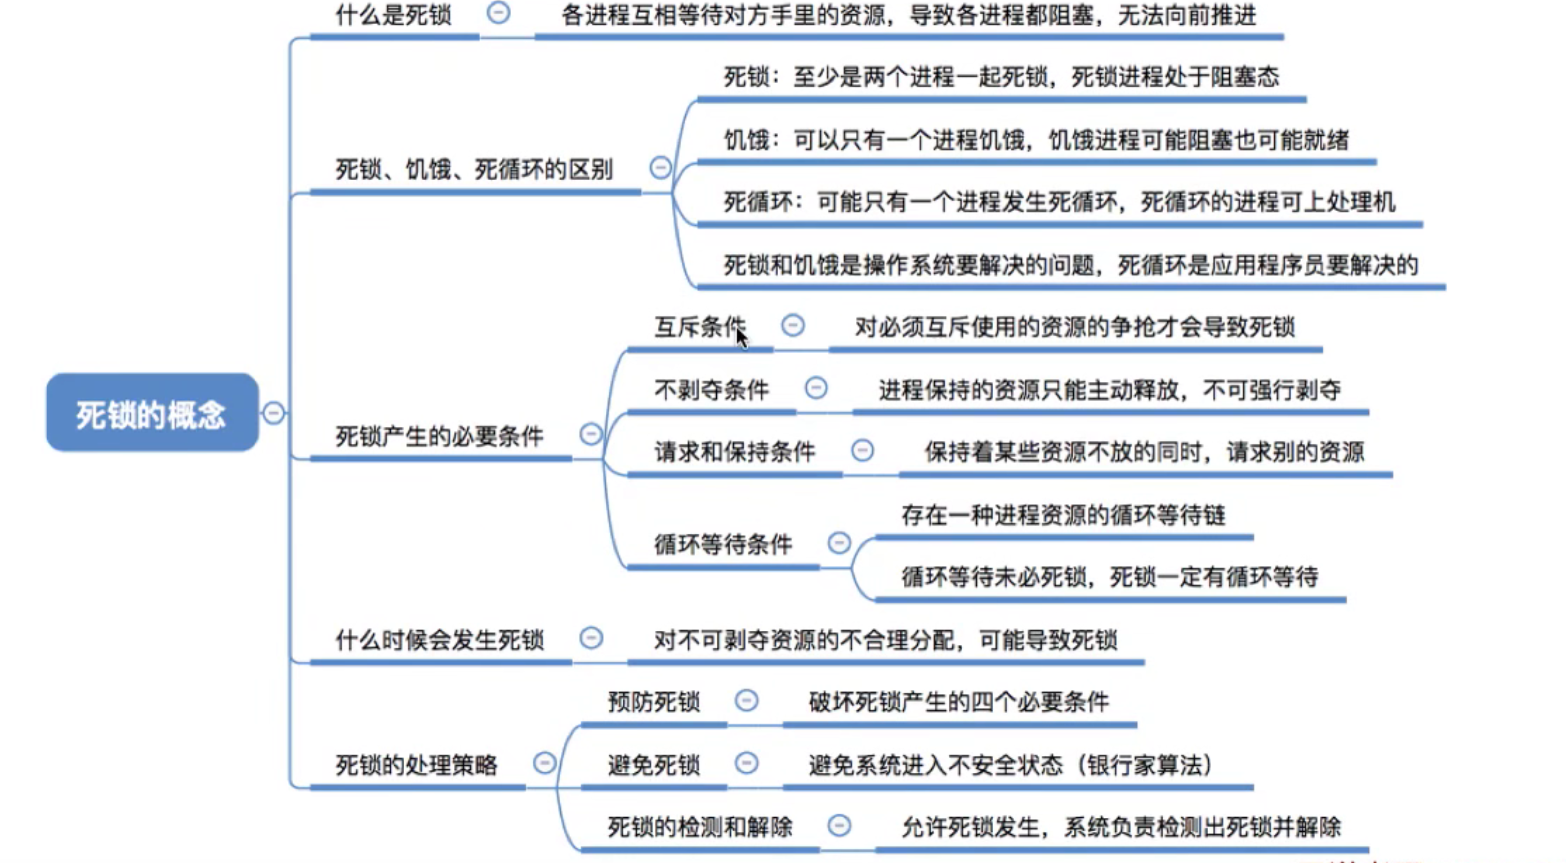 什么是死锁
各进程互相等待对方手里的资源，导致各进程都阻塞，无法向前推进
死锁、饥饿、死循环的区别
死锁：至少是两个进程一起死锁，死锁进程处于阻塞态
饥饿：可以只有一个进程饥饿，饥饿进程可能阻塞也可能就绪
死循环：可能只有一个进程发生死循环，死循环的进程可上处理机
死锁和饥饿是操作系统要解决的问题，死循环是应用程序员要解决的
死锁的概念
死锁产生的必要条件
互斥条件
对必须互斥使用的资源的争抢才会导致死锁
不剥夺条件
进程保持的资源只能主动释放，不可强行剥夺
请求和保持条件
保持着某些资源不放的同时，请求别的资源
循环等待条件
存在一种进程资源的循环等待链
循环等待未必死锁，死锁一定有循环等待
什么时候会发生死锁
对不可剥夺资源的不合理分配，可能导致死锁
死锁的处理策略
预防死锁
破坏死锁产生的四个必要条件
避免死锁
避免系统进入不安全状态（银行家算法）
死锁的检测和解除
允许死锁发生，系统负责检测出死锁并解除